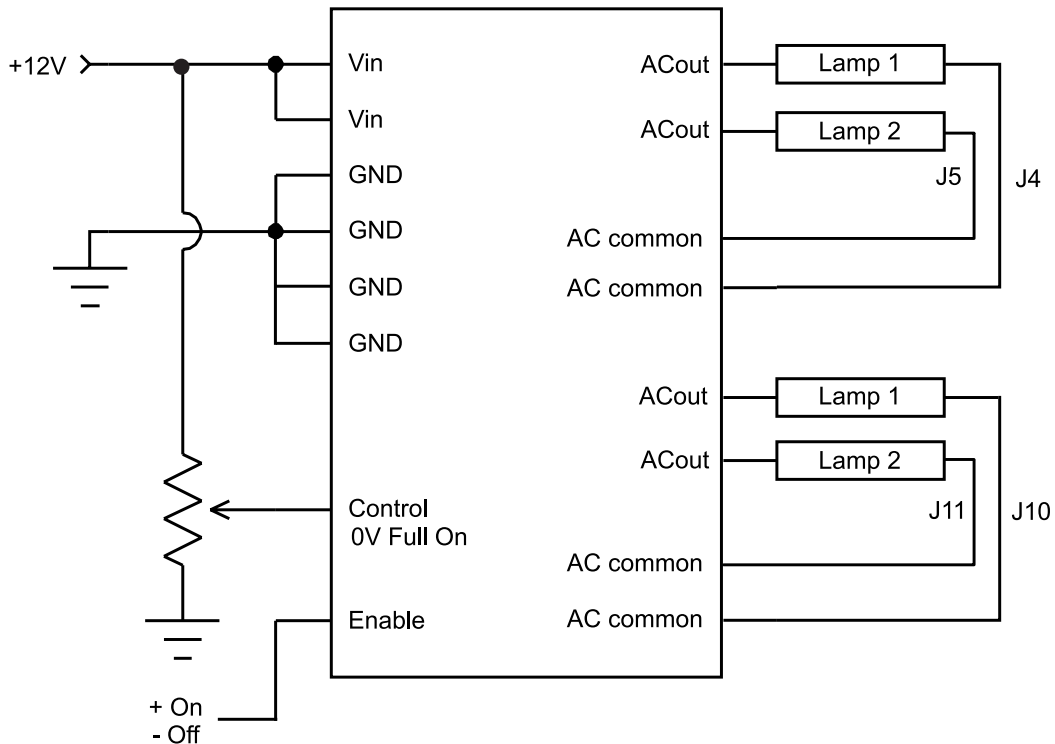 +12V
Vin
Vin
GND
GND
GND
GND
Control
0V Full On
Enable
+ On
- Off
ACout
Lamp 1
ACout
Lamp 2
J5
J4
AC common
AC common
ACout
Lamp 1
ACout
Lamp 2
J11
J10
AC common
AC common